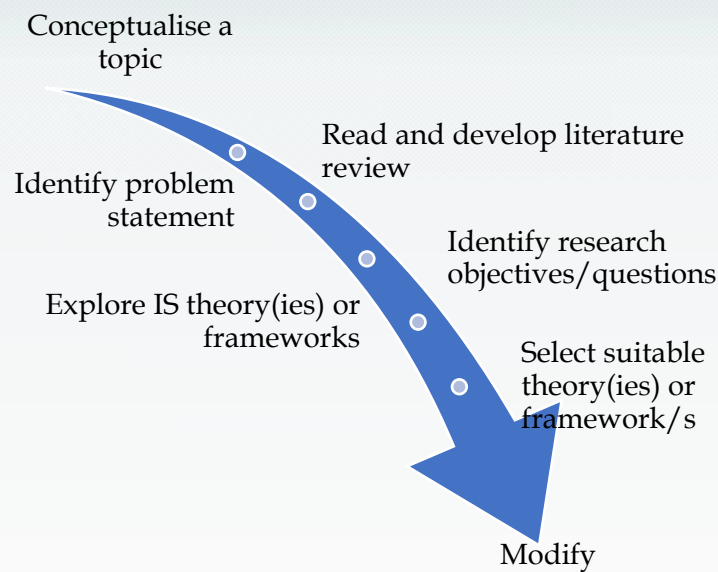 Conceptualise a
topic
Read and develop literature
review
Identify problem
statement
Identify research
objectives/questions
Explore IS theory(ies) or
frameworks
Select suitable
theory(ies) or
framework/s
Modify